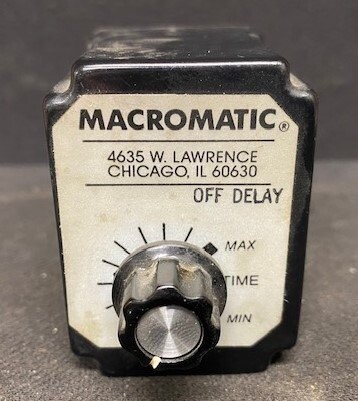 MACROMATIC®
4635 W. LAWRENCE
CHICAGO, IL 60630
OFF DELAY
MAX
TIME
MIN